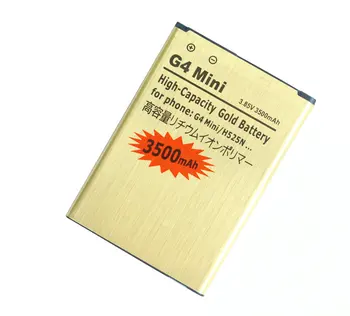 G4 Mini
3.85V 3500mAh
High-Capacity Gold Battery
for phone: G4 Mini/H525N...
高容量リチウムイオンポリマー
3500mAh